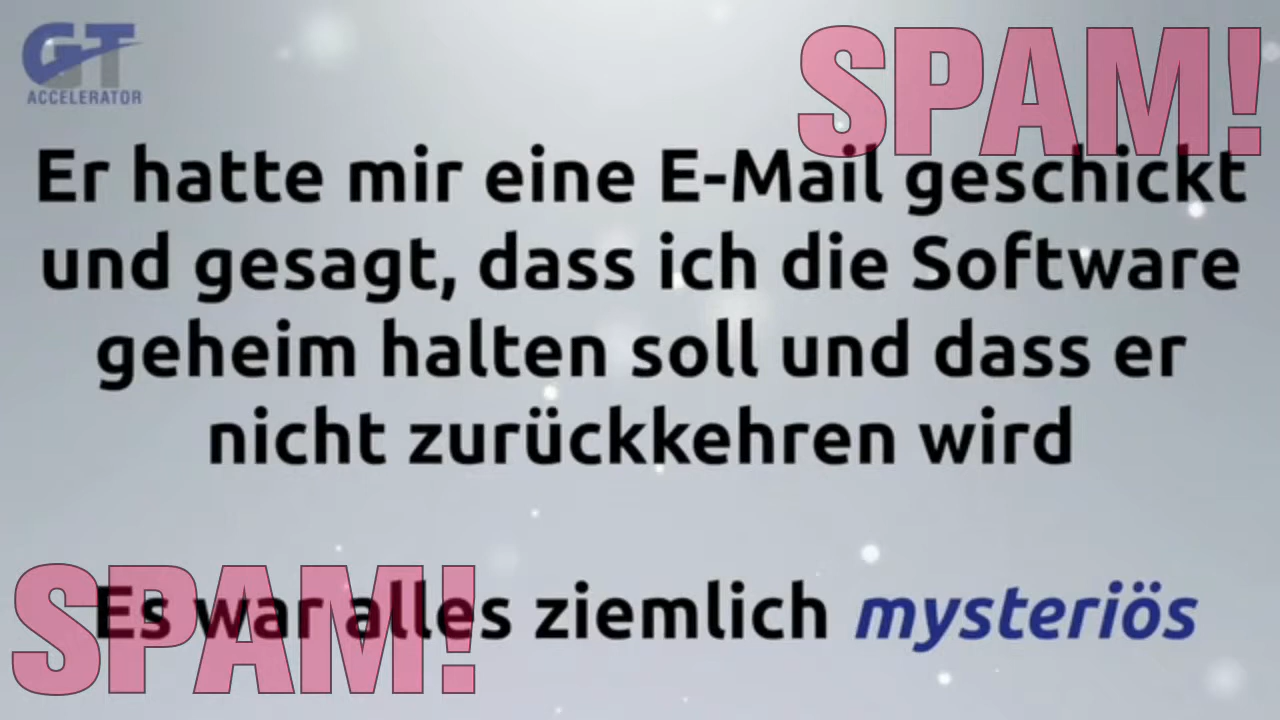 GT
ACCELERATOR
SPAM!
Er hatte mir eine E-Mail geschickt
und gesagt, dass ich die Software
geheim halten soll und dass er
nicht zurückkehren wird
Es war alles ziemlich mysteriös
SPAM!